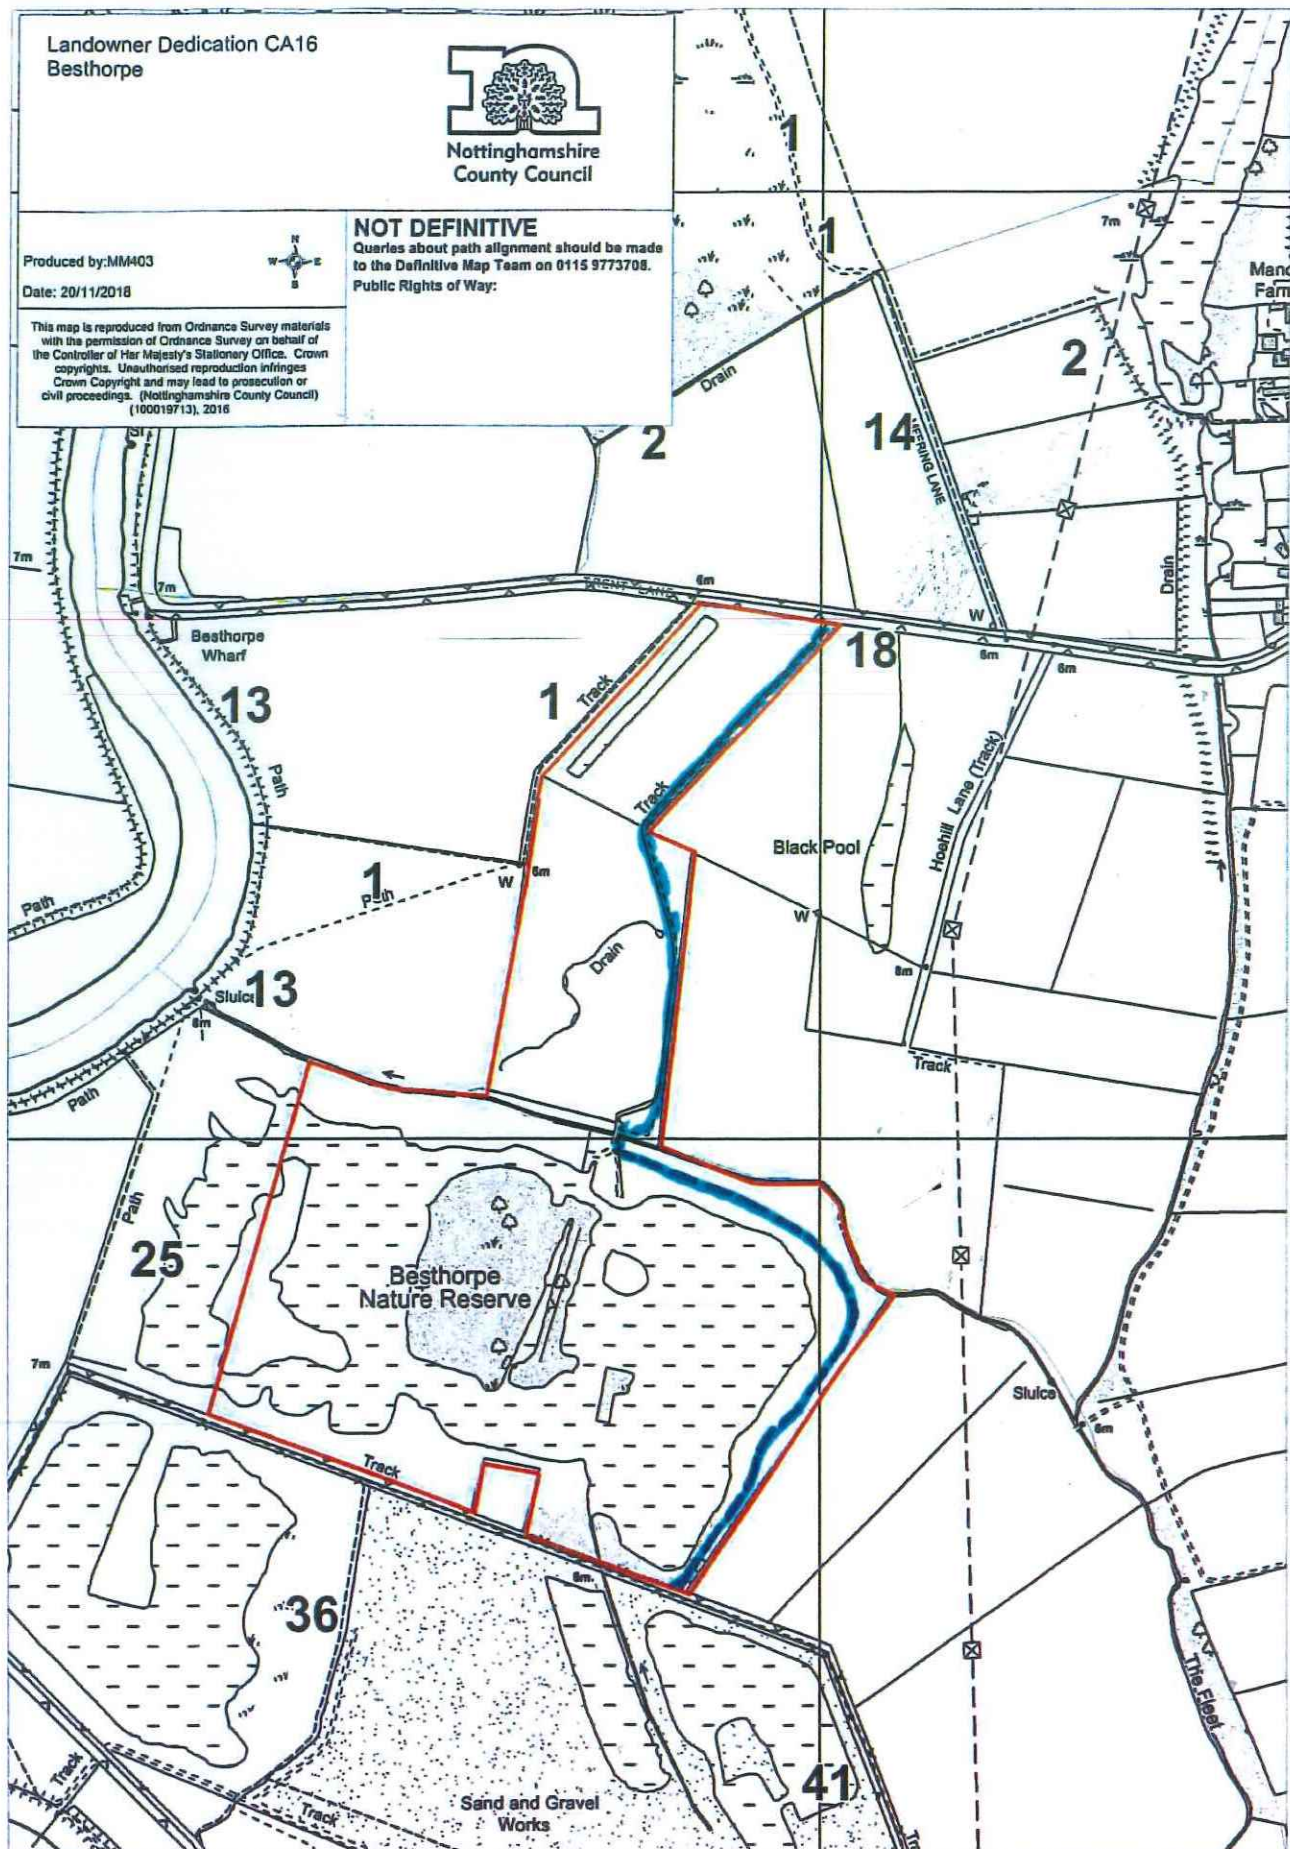 Landowner Dedication CA16
Besthorpe
Nottinghamshire
County Council
Produced by:MM403
Date: 20/11/2018
N
W
E
S
NOT DEFINITIVE
Queries about path alignment should be made
to the Definitive Map Team on 0115 9773708.
Public Rights of Way:
This map is reproduced from Ordnance Survey materials
with the permission of Ordnance Survey on behalf of
the Controller of Her Majesty's Stationery Office. Crown
copyrights. Unauthorised reproduction infringes
Crown Copyright and may lead to prosecution or
civil proceedings. (Nottinghamshire County Council)
(100019713), 2016
1
1
7m
Farm
2
Drain
14
2
LANE
7m
7m
TRENT LANE
6m
Drain
W
Besthorpe
Wharf
18
6m
6m
13
1
Track
Path
Track
Hoehill Lane (Track)
Black Pool
6m
1
Path
W
Path
W
Drain
6m
13
Sluice
6m
Track
Path
Path
25
Besthorpe
Nature Reserve
7m
Sluice
6m
Track
6m
36
The Fleet
41
Track
Track
Sand and Gravel
Works